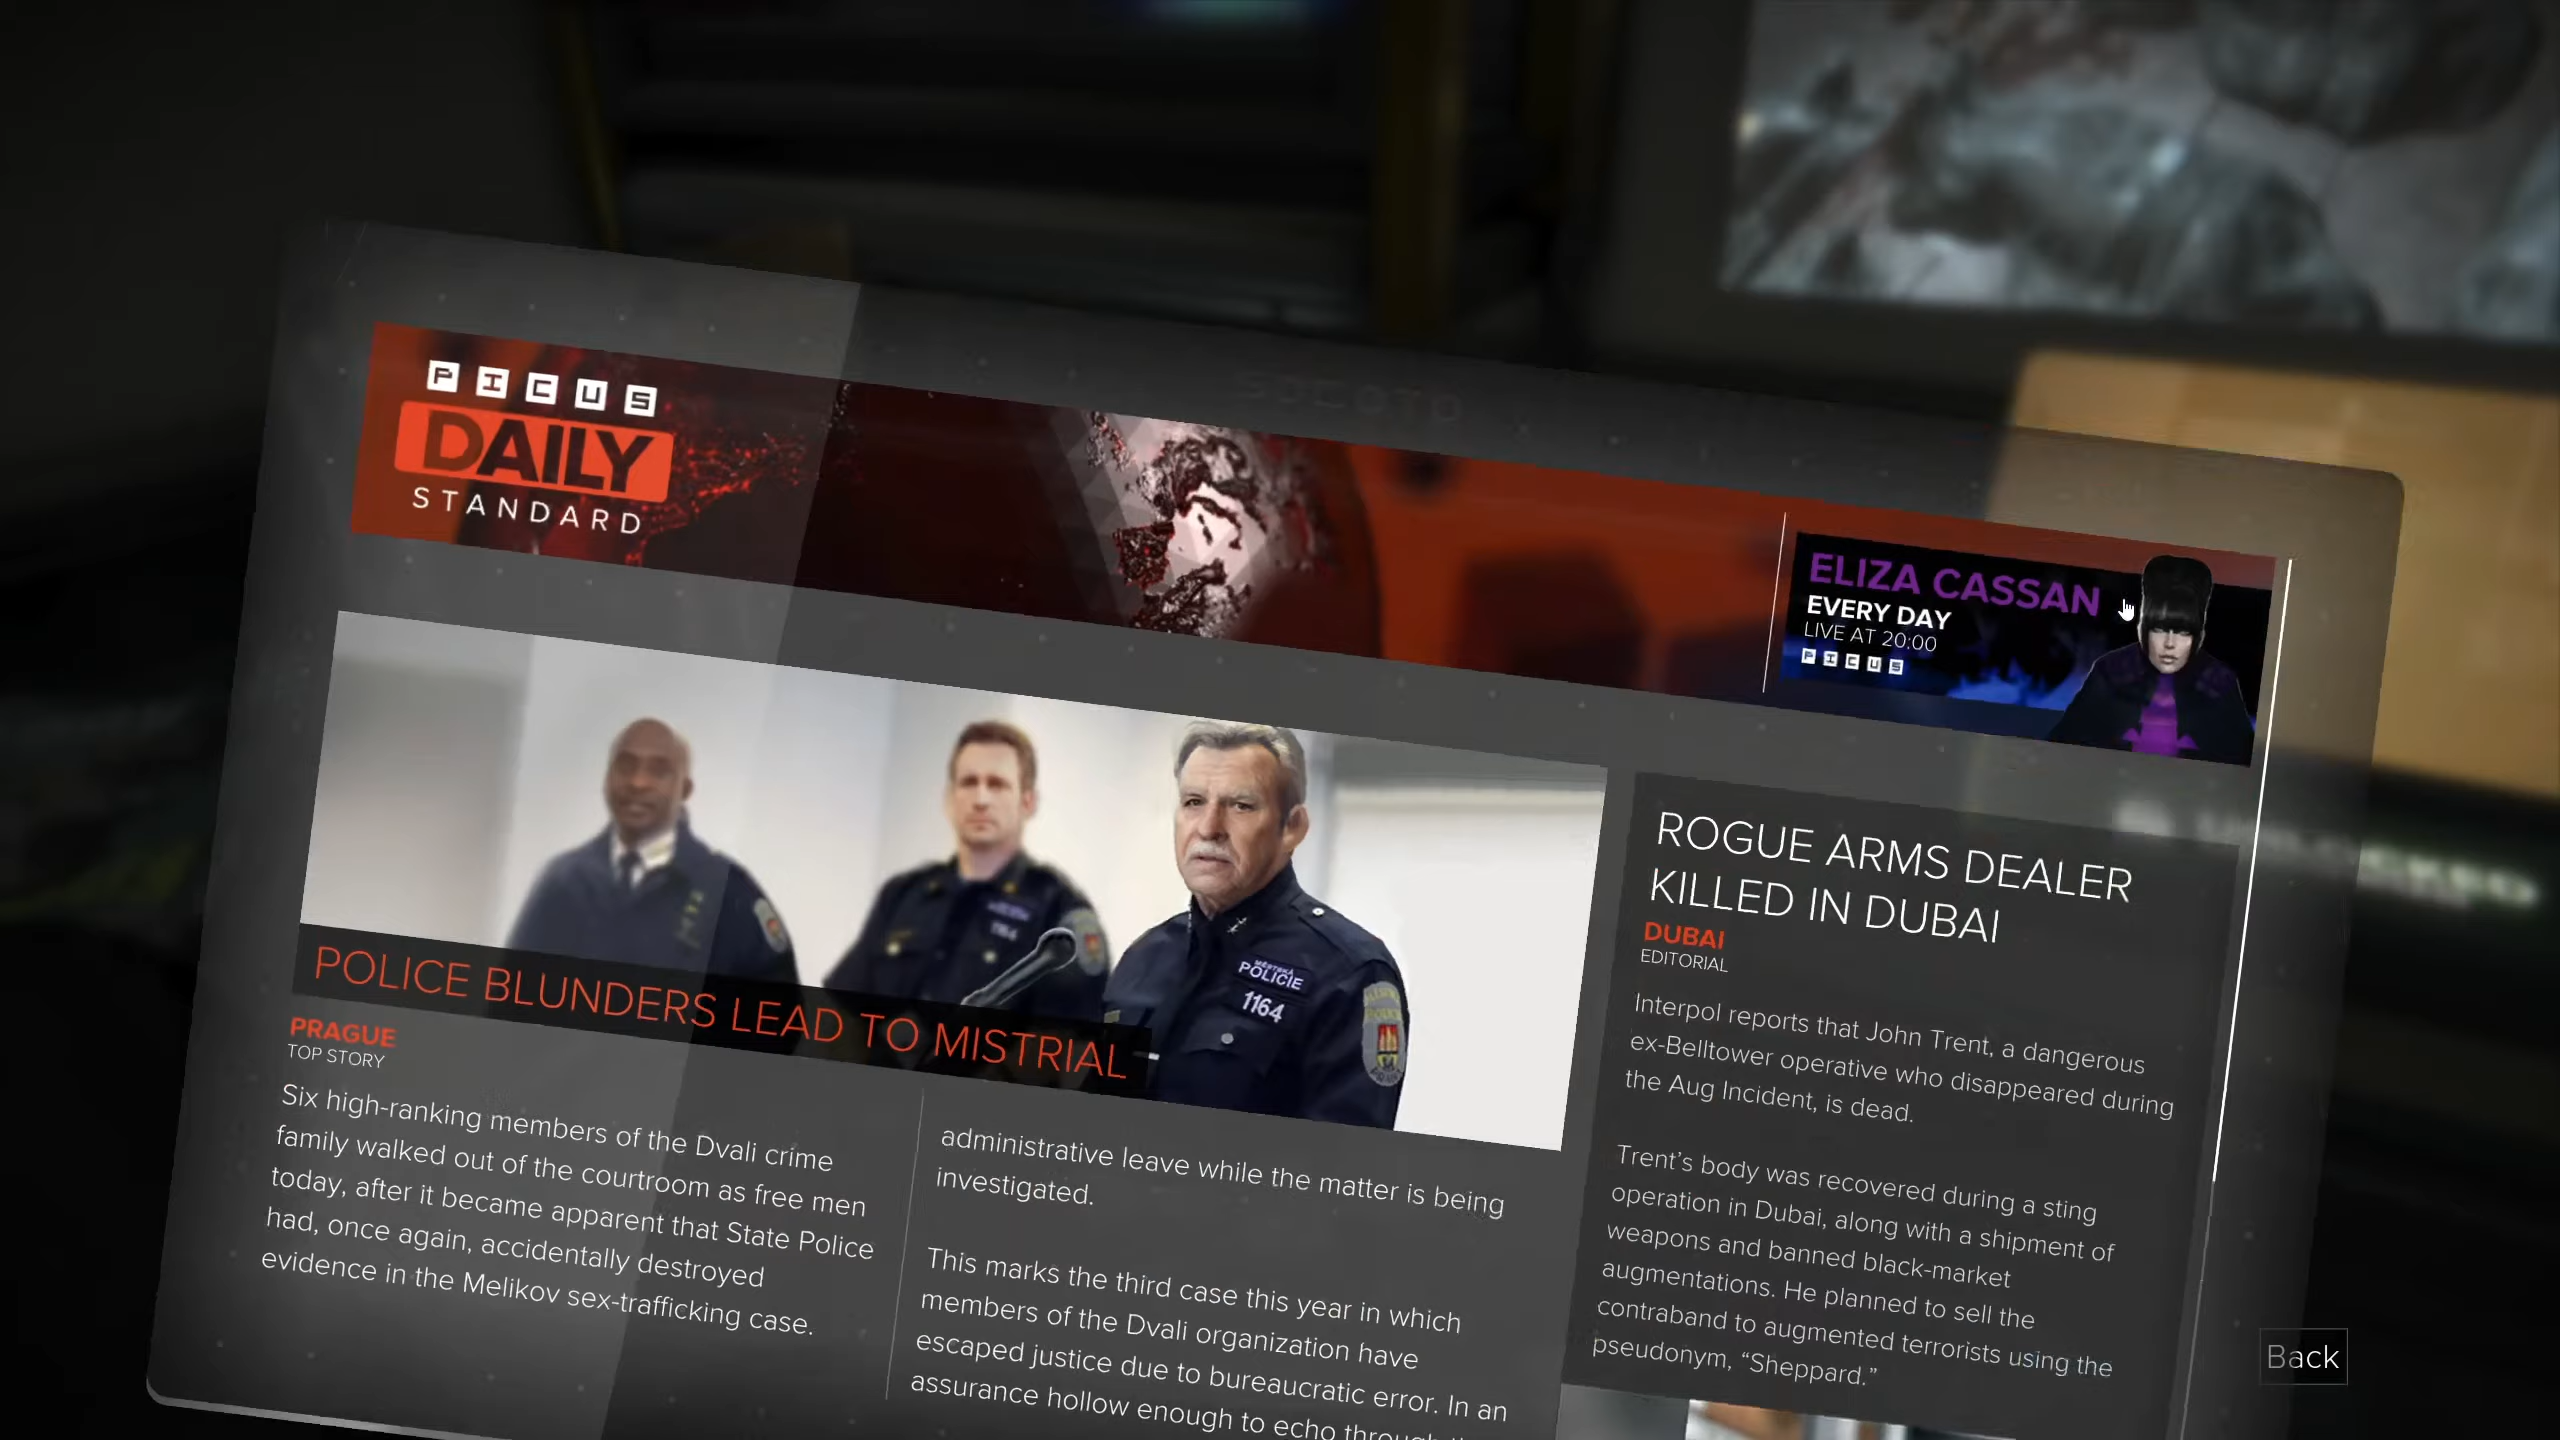 PICUS
DAILY
STANDARD
ELIZA CASSAN
EVERY DAY
LIVE AT 20:00
PICUS
MĚSTSKÁ
POLICIE
1164
POLICE BLUNDERS LEAD TO MISTRIAL
PRAGUE
TOP STORY
Six high-ranking members of the Dvali crime
family walked out of the courtroom as free men
today, after it became apparent that State Police
had, once again, accidentally destroyed
evidence in the Melikov sex-trafficking case.
administrative leave while the matter is being
investigated.
This marks the third case this year in which
members of the Dvali organization have
escaped justice due to bureaucratic error. In an
assurance hollow enough to echo through
ROGUE ARMS DEALER
KILLED IN DUBAI
DUBAI
EDITORIAL
Interpol reports that John Trent, a dangerous
ex-Belltower operative who disappeared during
the Aug Incident, is dead.
Trent’s body was recovered during a sting
operation in Dubai, along with a shipment of
weapons and banned black-market
augmentations. He planned to sell the
contraband to augmented terrorists using the
pseudonym, “Sheppard.”
UNLOCKED
Back